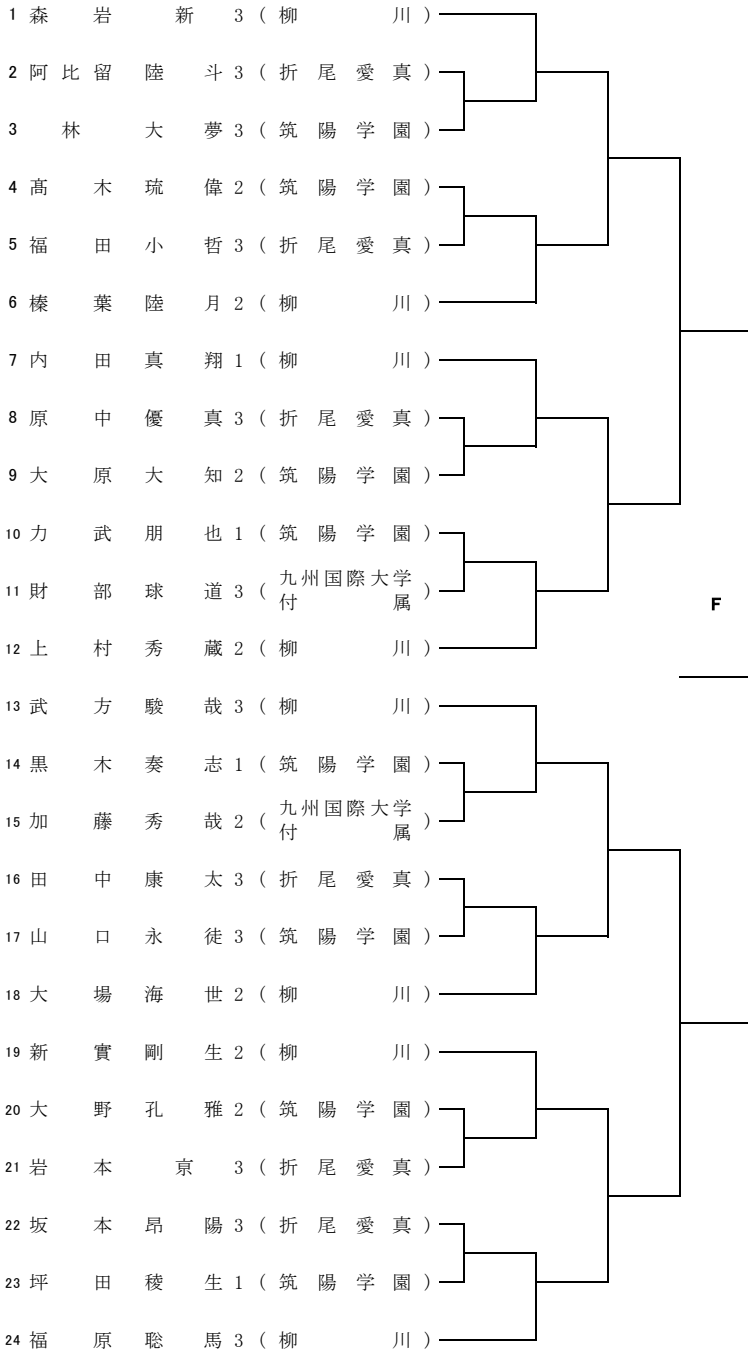 1 森岩 新 3 (柳川)
2 阿比留陸斗 3 (折尾愛真)
3 林 大夢 3 (筑陽学園)
4 髙木琉偉 2 (筑陽学園)
5 福田小哲 3 (折尾愛真)
6 榛葉陸月 2 (柳川)
7 内田真翔 1 (柳川)
8 原中優真 3 (折尾愛真)
9 大原大知 2 (筑陽学園)
10 力武朋也 1 (筑陽学園)
11 財部球道 3 (九州国際大学付属)
F
12 上村秀蔵 2 (柳川)
13 武方駿哉 3 (柳川)
14 黒木奏志 1 (筑陽学園)
15 加藤秀哉 2 (九州国際大学付属)
16 田中康太 3 (折尾愛真)
17 山口永徒 3 (筑陽学園)
18 大場海世 2 (柳川)
19 新實剛生 2 (柳川)
20 大野孔雅 2 (筑陽学園)
21 岩本 京 3 (折尾愛真)
22 坂本昂陽 3 (折尾愛真)
23 坪田稜生 1 (筑陽学園)
24 福原聡馬 3 (柳川)